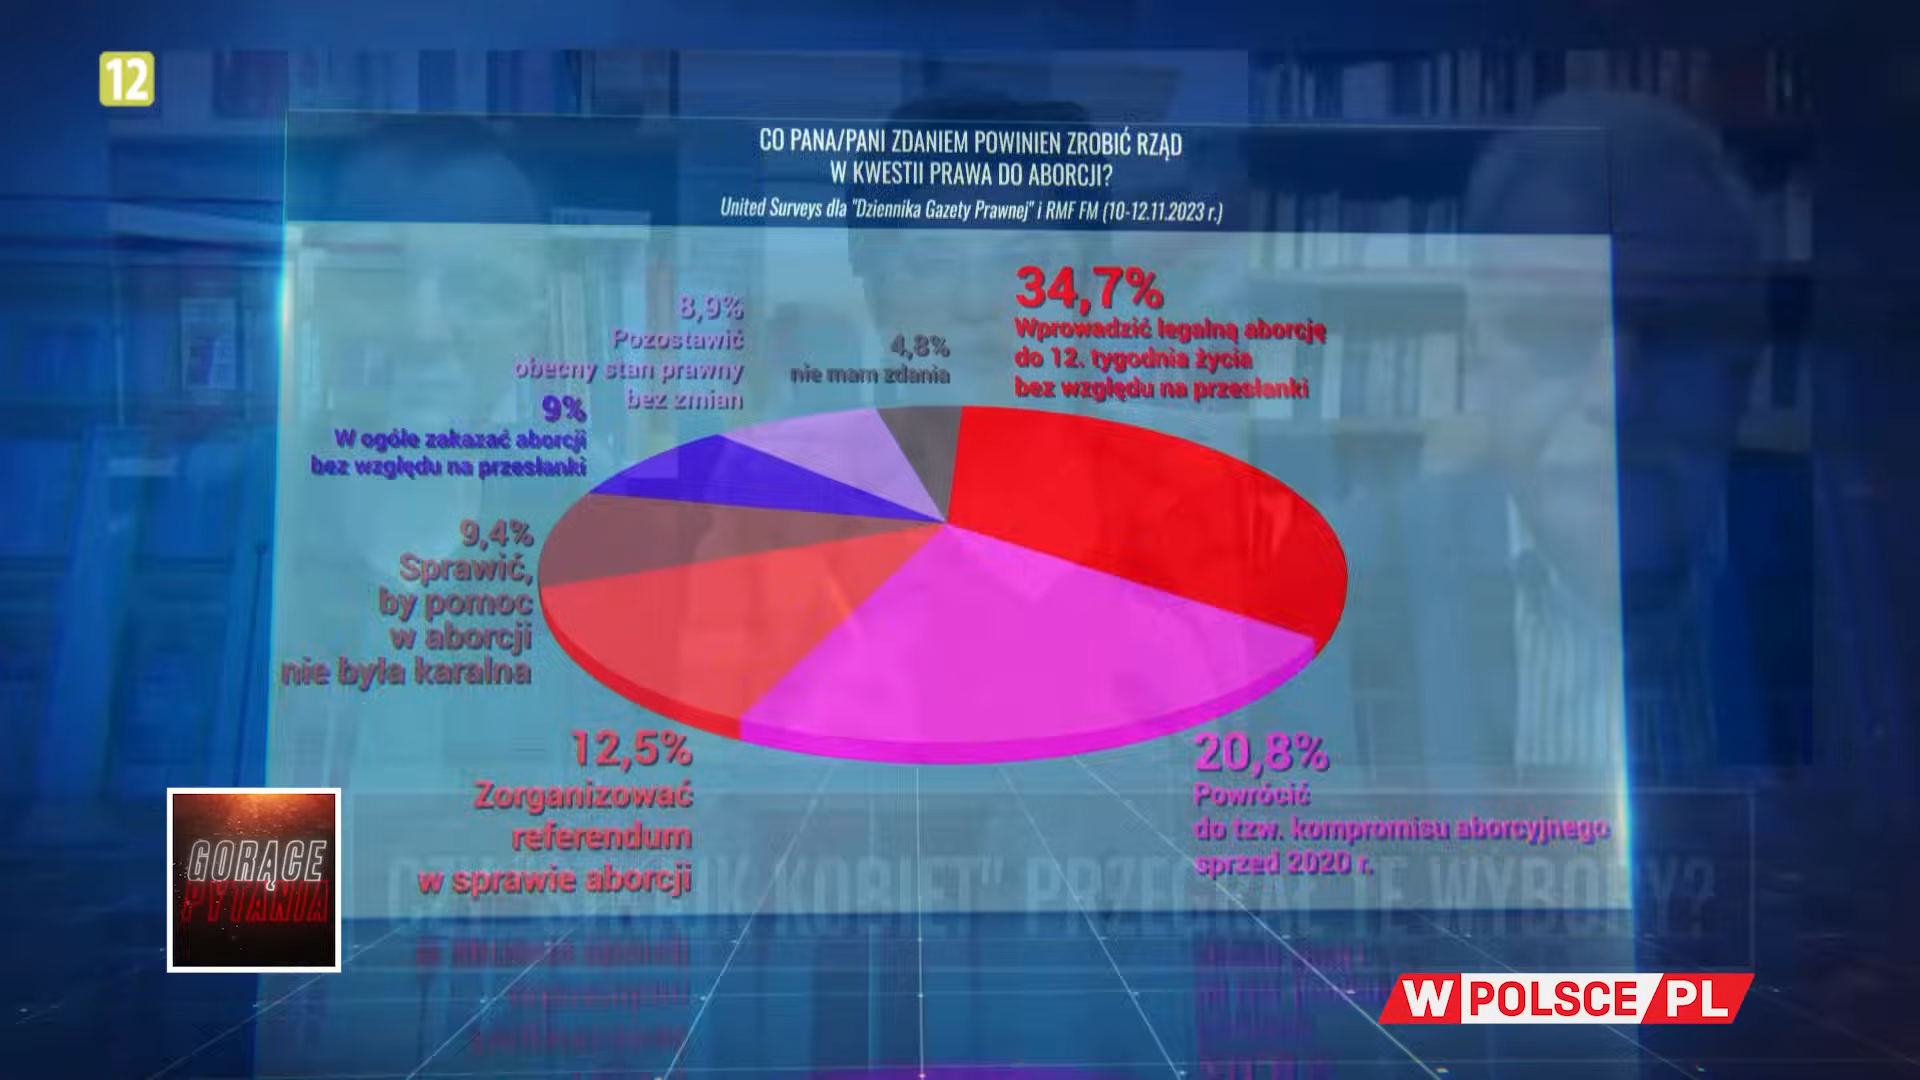 12
CO PANA/PANI ZDANIEM POWINIEN ZROBIĆ RZĄD
W KWESTII PRAWA DO ABORCJI?
United Surveys dla "Dziennika Gazety Prawnej" i RMF FM (10-12.11.2023 r.)
34,7%
Wprowadzić legalną aborcję
do 12. tygodnia życia
bez względu na przesłanki
8,9%
Pozostawić
obecny stan prawny
bez zmian
4,8%
nie mam zdania
9%
W ogóle zakazać aborcji
bez względu na przesłanki
9,4%
Sprawić,
by pomoc
w aborcji
nie była karalna
12,5%
Zorganizować
referendum
w sprawie aborcji
20,8%
Powrócić
do tzw. kompromisu aborcyjnego
sprzed 2020 r.
KOBIET" PRZEGRAŁ TE WYBORY?
GORĄCE
PYTANIA
WPOLSCE/PL